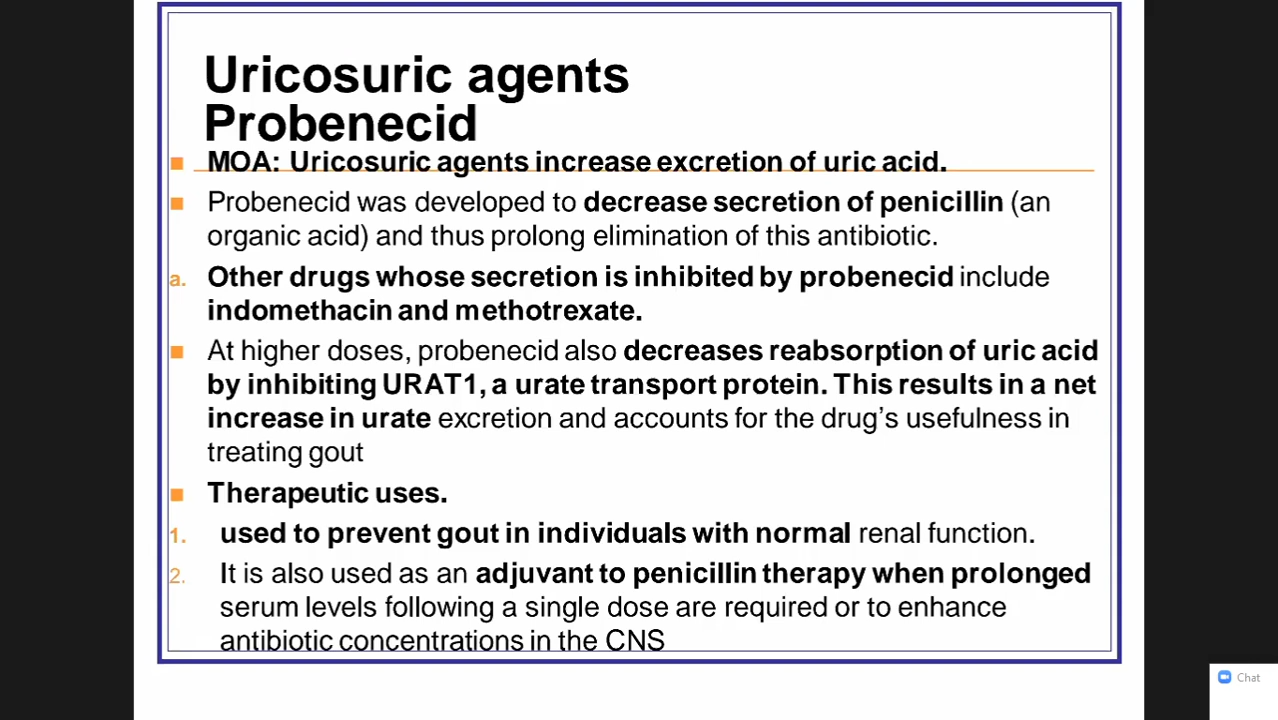 Uricosuric agents
Probenecid
MOA: Uricosuric agents increase excretion of uric acid.
Probenecid was developed to decrease secretion of penicillin (an
organic acid) and thus prolong elimination of this antibiotic.
a. Other drugs whose secretion is inhibited by probenecid include
indomethacin and methotrexate.
At higher doses, probenecid also decreases reabsorption of uric acid
by inhibiting URAT1, a urate transport protein. This results in a net
increase in urate excretion and accounts for the drug’s usefulness in
treating gout
Therapeutic uses.
1. used to prevent gout in individuals with normal renal function.
2. It is also used as an adjuvant to penicillin therapy when prolonged
serum levels following a single dose are required or to enhance
antibiotic concentrations in the CNS
Chat